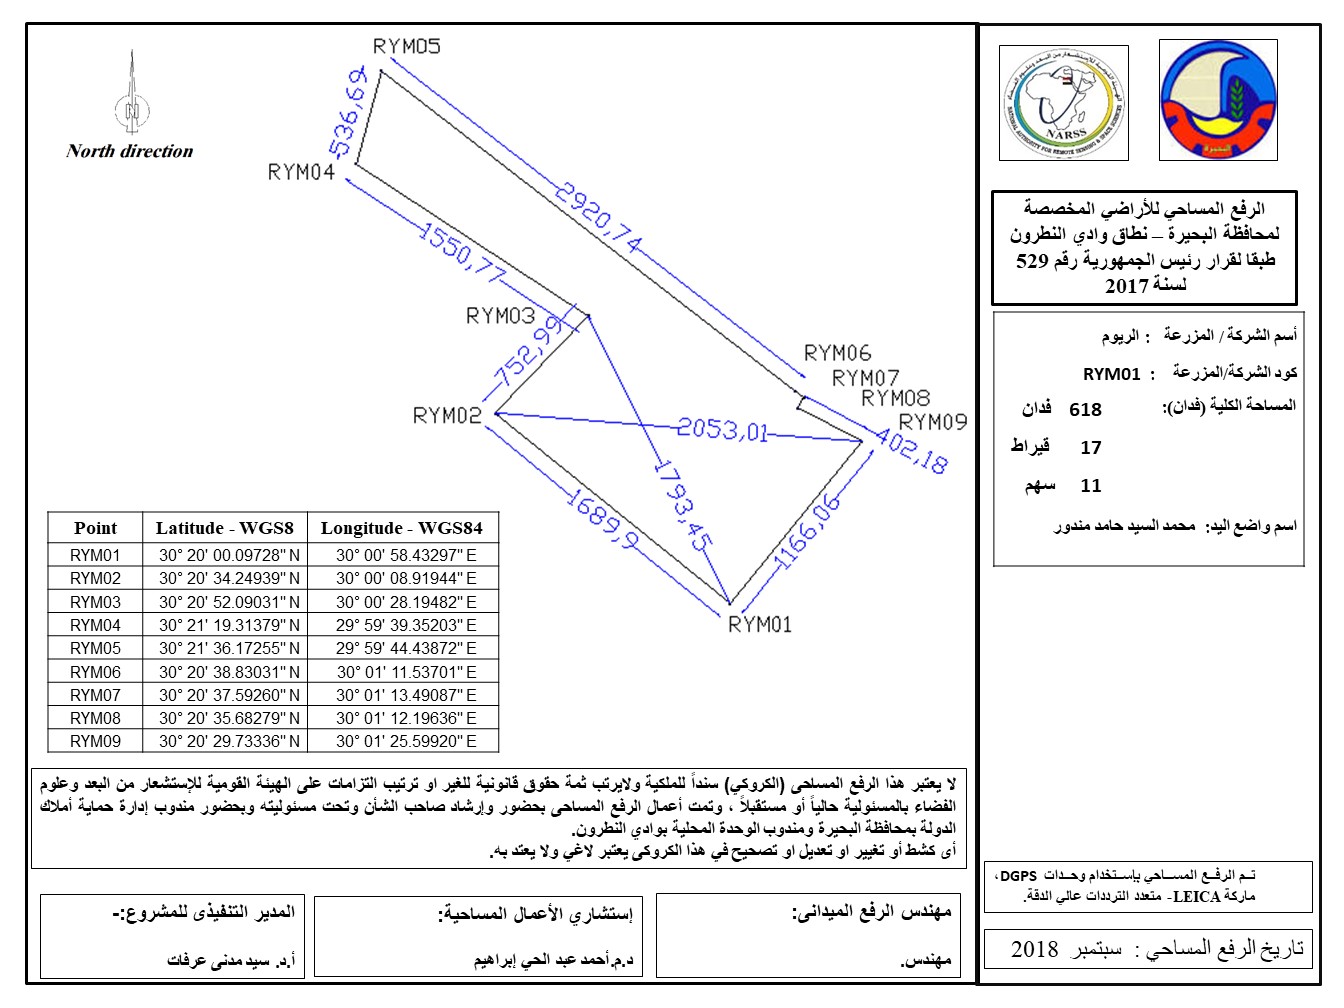 RYM05
536,69
North direction
RYM04
2920,74
1550,77
RYM03
752,99
RYM06
RYM07
RYM08
RYM09
RYM02
2053,01
402,18
1793,45
1689,9
1166,06
RYM01
Point Latitude - WGS8 Longitude - WGS84
RYM01 30° 20' 00.09728" N 30° 00' 58.43297" E
RYM02 30° 20' 34.24939" N 30° 00' 08.91944" E
RYM03 30° 20' 52.09031" N 30° 00' 28.19482" E
RYM04 30° 21' 19.31379" N 29° 59' 39.35203" E
RYM05 30° 21' 36.17255" N 29° 59' 44.43872" E
RYM06 30° 20' 38.83031" N 30° 01' 11.53701" E
RYM07 30° 20' 37.59260" N 30° 01' 13.49087" E
RYM08 30° 20' 35.68279" N 30° 01' 12.19636" E
RYM09 30° 20' 29.73336" N 30° 01' 25.59920" E
NARSS
NATIONAL AUTHORITY FOR REMOTE SENSING & SPACE SCIENCES
البحيرة
الرفع المساحي للأراضي المخصصة
لمحافظة البحيرة – نطاق وادي النطرون
طبقا لقرار رئيس الجمهورية رقم 529
لسنة 2017
أسم الشركة / المزرعة : الريوم
كود الشركة/المزرعة : RYM01
المساحة الكلية (فدان): 618 فدان
17 قيراط
11 سهم
اسم واضع اليد: محمد السيد حامد مندور
لا يعتبر هذا الرفع المساحى (الكروكي) سنداً للملكية ولايرتب ثمة حقوق قانونية للغير او ترتيب التزامات على الهيئة القومية للإستشعار من البعد وعلوم
الفضاء بالمسئولية حالياً أو مستقبلاً ، وتمت أعمال الرفع المساحى بحضور وإرشاد صاحب الشأن وتحت مسئوليته وبحضور مندوب إدارة حماية أملاك
الدولة بمحافظة البحيرة ومندوب الوحدة المحلية بوادي النطرون.
أى كشط أو تغيير او تعديل او تصحيح في هذا الكروكى يعتبر لاغي ولا يعتد به.
تـم الرفـع المسـاحي بإسـتخدام وحـدات DGPS،
ماركة LEICA- متعدد الترددات عالي الدقة.
مهندس الرفع الميدانى:
مهندس.
إستشاري الأعمال المساحية:
د.م.أحمد عبد الحي إبراهيم
المدير التنفيذى للمشروع:-
أ.د. سيد مدنى عرفات
تاريخ الرفع المساحي : سبتمبر 2018